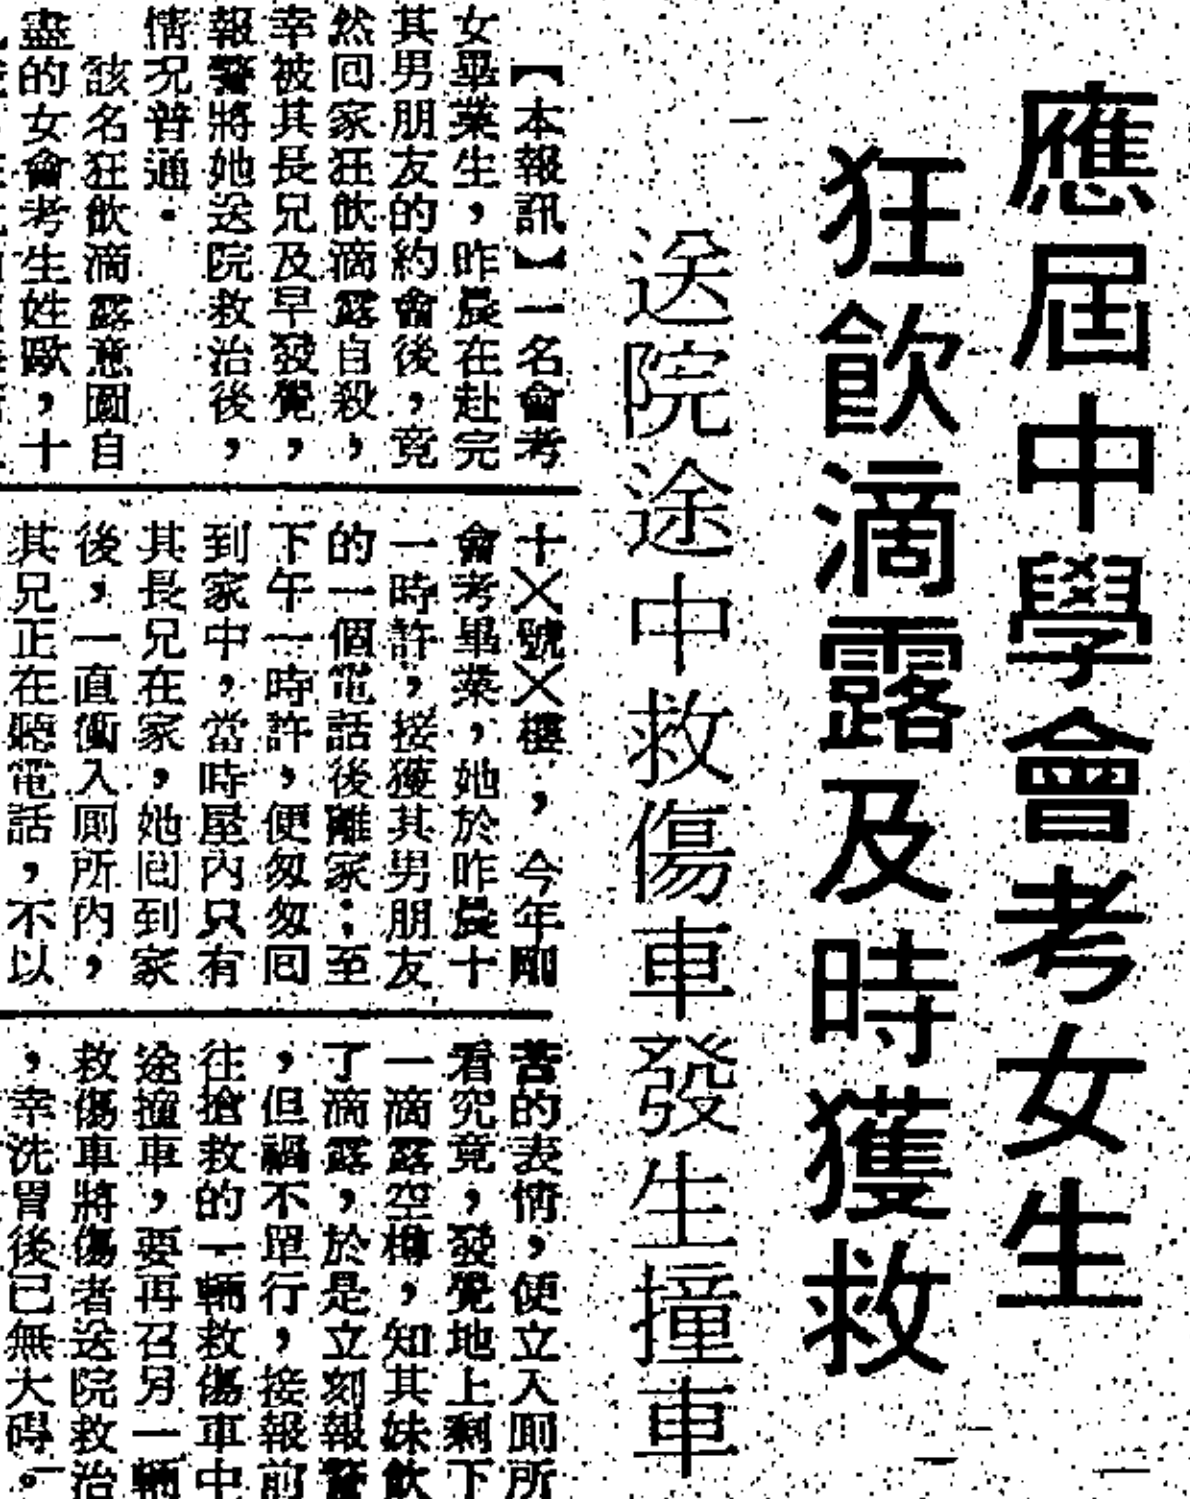 應屆中學會考女生
狂飲滴露及時獲救
送院途中救傷車發生撞車
【本報訊】一名會考
女畢業生，昨晨在赴完
其男朋友的約會後，竟
然回家狂飲滴露自殺，
幸被其長兄及早發覺，
報警將她送院救治後，
情況普通。
該名狂飲滴露意圖自
盡的女會考生姓歐，十
十╳號╳樓，今年剛
會考畢業，她於昨晨十
一時許，接獲其男朋友
的一個電話後離家；至
下午一時許，便匆匆囘
到家中，當時屋內只有
其長兄在家，她囘到家
後，一直衝入厠所內，
其兄正在聽電話，不以
苦的表情，便立入厠所
看究竟，發覺地上剩下
一滴露空樽，知其妹飲
了滴露，於是立刻報警
，但禍不單行，接報前
往搶救的一輛救傷車中
途撞車，要再召另一輛
救傷車將傷者送院救治
，幸洗胃後已無大碍。